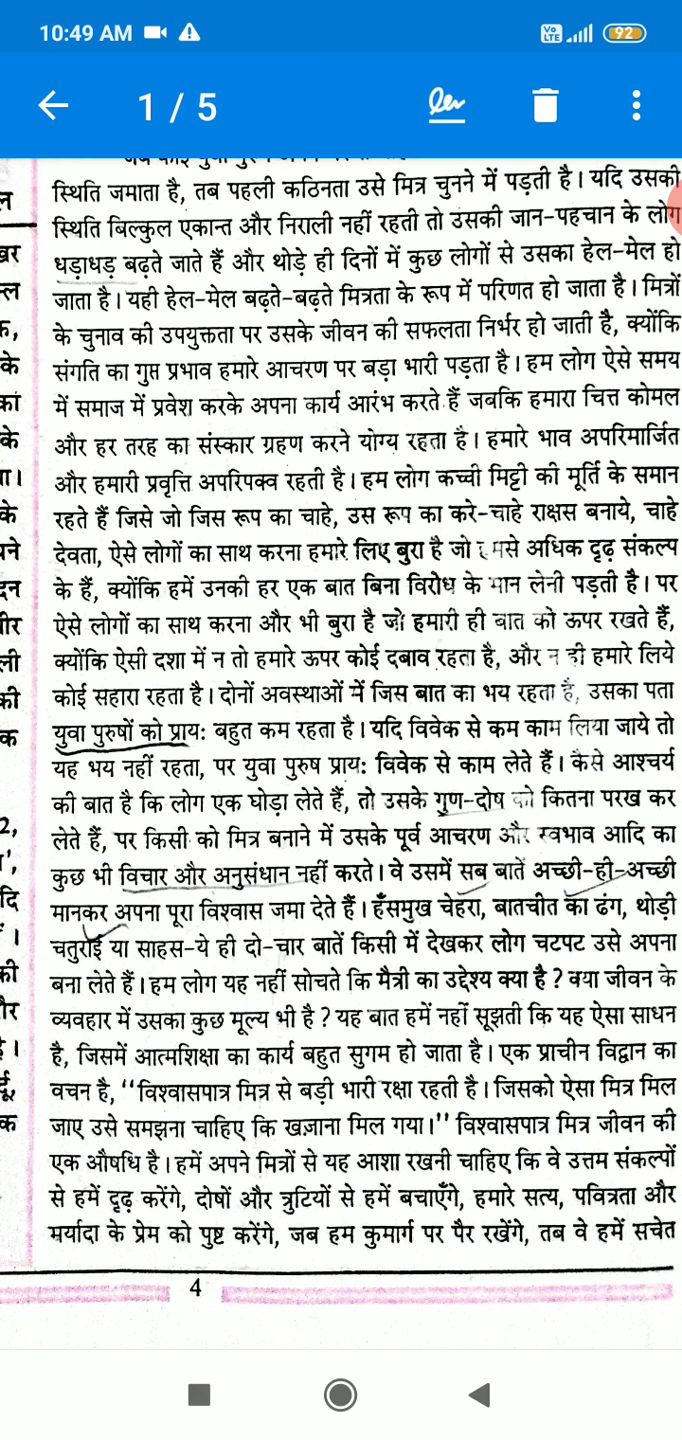 10:49 AM Vo LTE 92
1 / 5
स्थिति जमाता है, तब पहली कठिनता उसे मित्र चुनने में पड़ती है। यदि उसकी
स्थिति बिल्कुल एकान्त और निराली नहीं रहती तो उसकी जान-पहचान के लोग
धड़ाधड़ बढ़ते जाते हैं और थोड़े ही दिनों में कुछ लोगों से उसका हेल-मेल हो
जाता है। यही हेल-मेल बढ़ते-बढ़ते मित्रता के रूप में परिणत हो जाता है। मित्रों
के चुनाव की उपयुक्तता पर उसके जीवन की सफलता निर्भर हो जाती है, क्योंकि
संगति का गुप्त प्रभाव हमारे आचरण पर बड़ा भारी पड़ता है। हम लोग ऐसे समय
में समाज में प्रवेश करके अपना कार्य आरंभ करते हैं जबकि हमारा चित्त कोमल
और हर तरह का संस्कार ग्रहण करने योग्य रहता है। हमारे भाव अपरिमार्जित
और हमारी प्रवृत्ति अपरिपक्व रहती है। हम लोग कच्ची मिट्टी की मूर्ति के समान
रहते हैं जिसे जो जिस रूप का चाहे, उस रूप का करे-चाहे राक्षस बनाये, चाहे
देवता, ऐसे लोगों का साथ करना हमारे लिए बुरा है जो हमसे अधिक दृढ़ संकल्प
के हैं, क्योंकि हमें उनकी हर एक बात बिना विरोध के मान लेनी पड़ती है। पर
ऐसे लोगों का साथ करना और भी बुरा है जो हमारी ही बात को ऊपर रखते हैं,
क्योंकि ऐसी दशा में न तो हमारे ऊपर कोई दबाव रहता है, और न ही हमारे लिये
कोई सहारा रहता है। दोनों अवस्थाओं में जिस बात का भय रहता है, उसका पता
युवा पुरुषों को प्राय: बहुत कम रहता है। यदि विवेक से कम काम लिया जाये तो
यह भय नहीं रहता, पर युवा पुरुष प्राय: विवेक से काम लेते हैं। कैसे आश्चर्य
की बात है कि लोग एक घोड़ा लेते हैं, तो उसके गुण-दोष को कितना परख कर
लेते हैं, पर किसी को मित्र बनाने में उसके पूर्व आचरण और स्वभाव आदि का
कुछ भी विचार और अनुसंधान नहीं करते। वे उसमें सब बातें अच्छी-ही-अच्छी
मानकर अपना पूरा विश्वास जमा देते हैं। हँसमुख चेहरा, बातचीत का ढंग, थोड़ी
चतुराई या साहस-ये ही दो-चार बातें किसी में देखकर लोग चटपट उसे अपना
बना लेते हैं। हम लोग यह नहीं सोचते कि मैत्री का उद्देश्य क्या है ? क्या जीवन के
व्यवहार में उसका कुछ मूल्य भी है ? यह बात हमें नहीं सूझती कि यह ऐसा साधन
है, जिसमें आत्मशिक्षा का कार्य बहुत सुगम हो जाता है। एक प्राचीन विद्वान का
वचन है, ''विश्वासपात्र मित्र से बड़ी भारी रक्षा रहती है। जिसको ऐसा मित्र मिल
जाए उसे समझना चाहिए कि खज़ाना मिल गया।'' विश्वासपात्र मित्र जीवन की
एक औषधि है। हमें अपने मित्रों से यह आशा रखनी चाहिए कि वे उत्तम संकल्पों
से हमें दृढ़ करेंगे, दोषों और त्रुटियों से हमें बचाएँगे, हमारे सत्य, पवित्रता और
मर्यादा के प्रेम को पुष्ट करेंगे, जब हम कुमार्ग पर पैर रखेंगे, तब वे हमें सचेत
4